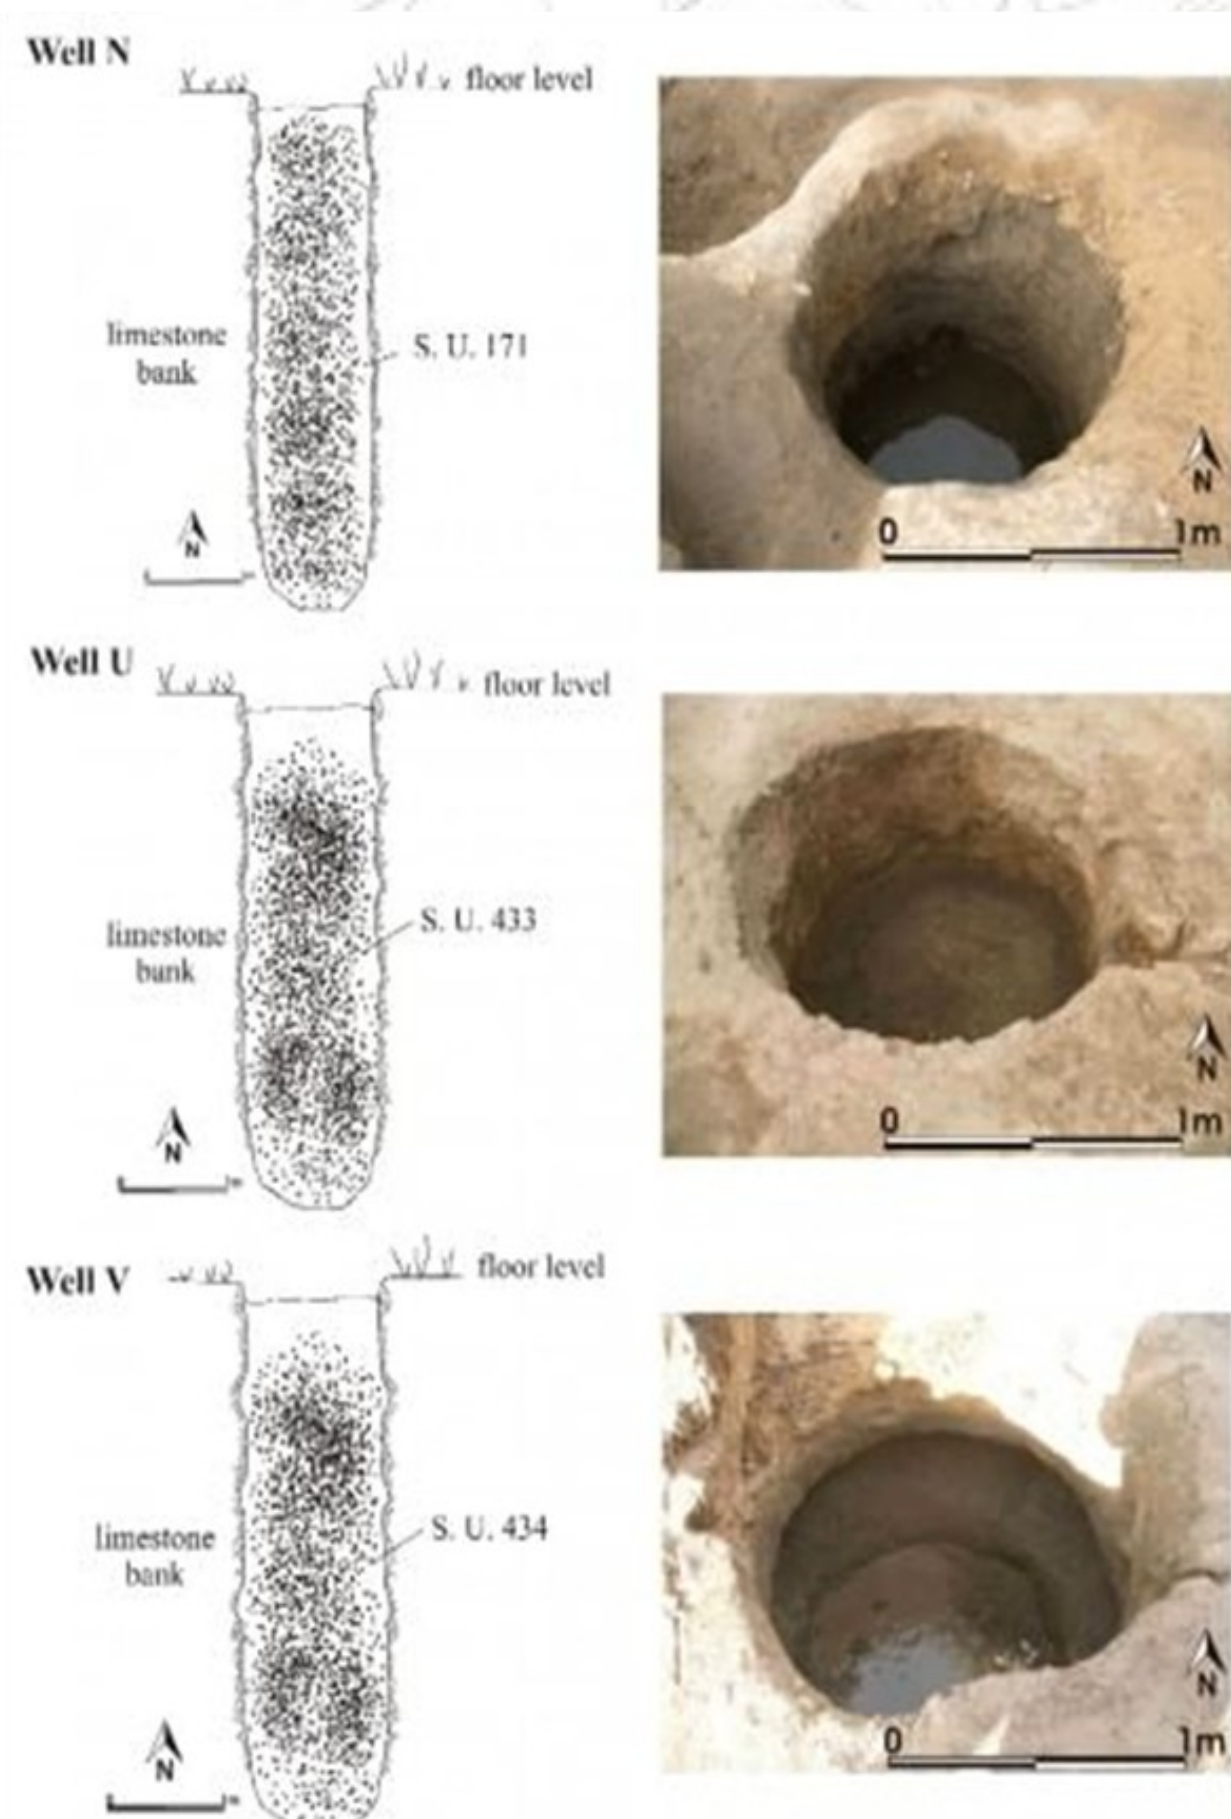 Well N
floor level
limestone
bank
S. U. 171
N
N
0 1m
Well U
floor level
limestone
bank
S. U. 433
N
N
0 1m
Well V
floor level
limestone
bank
S. U. 434
N
N
0 1m